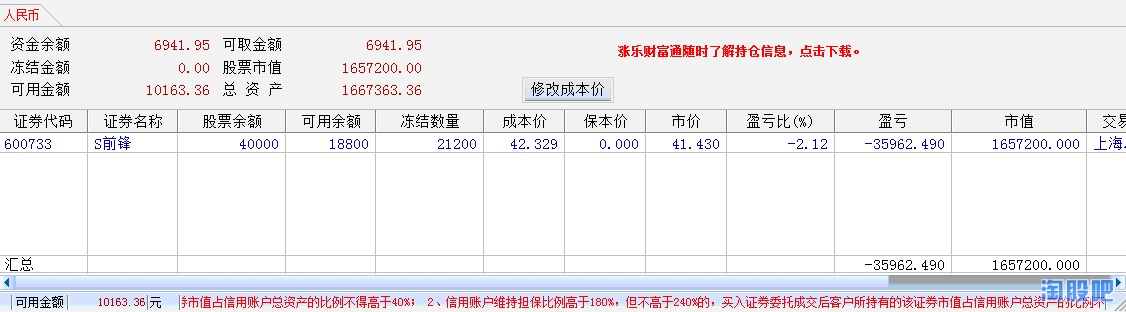 人民币
资金余额 6941.95 可取金额 6941.95
涨乐财富通随时了解持仓信息，点击下载。
冻结金额 0.00 股票市值 1657200.00
可用金额 10163.36 总 资 产 1667363.36
修改成本价
证券代码 证券名称 股票余额 可用余额 冻结数量 成本价 保本价 市价 盈亏比(%) 盈亏 市值 交易
600733 S前锋 40000 18800 21200 42.329 0.000 41.430 -2.12 -35962.490 1657200.000 上海
汇总 -35962.490 1657200.000
可用金额 10163.36 元 市值占信用账户总资产的比例不得高于40%； 2、信用账户维持担保比例高于180%，但不高于240%的，买入证券委托成交后客户所持有的该证券市值占信用账户总资产的比例不
淘股吧